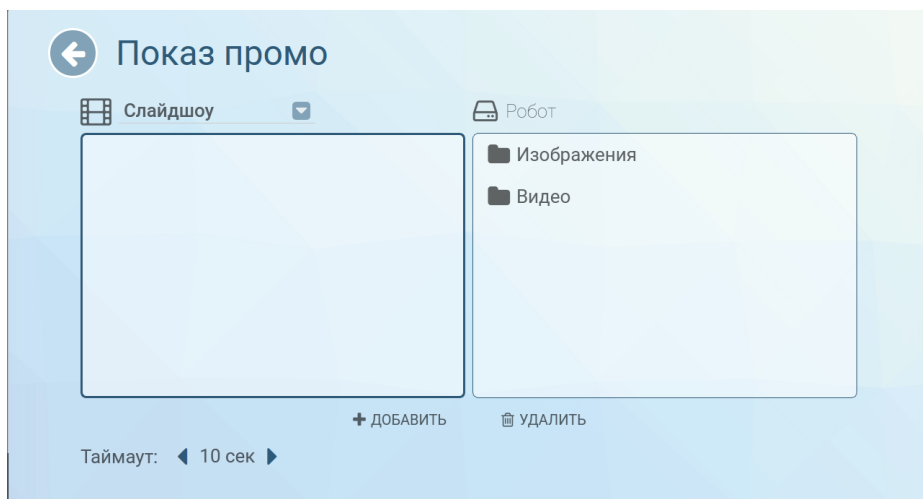 Показ промо
Слайдшоу
Робот
Изображения
Видео
ДОБАВИТЬ
УДАЛИТЬ
Таймаут: 10 сек